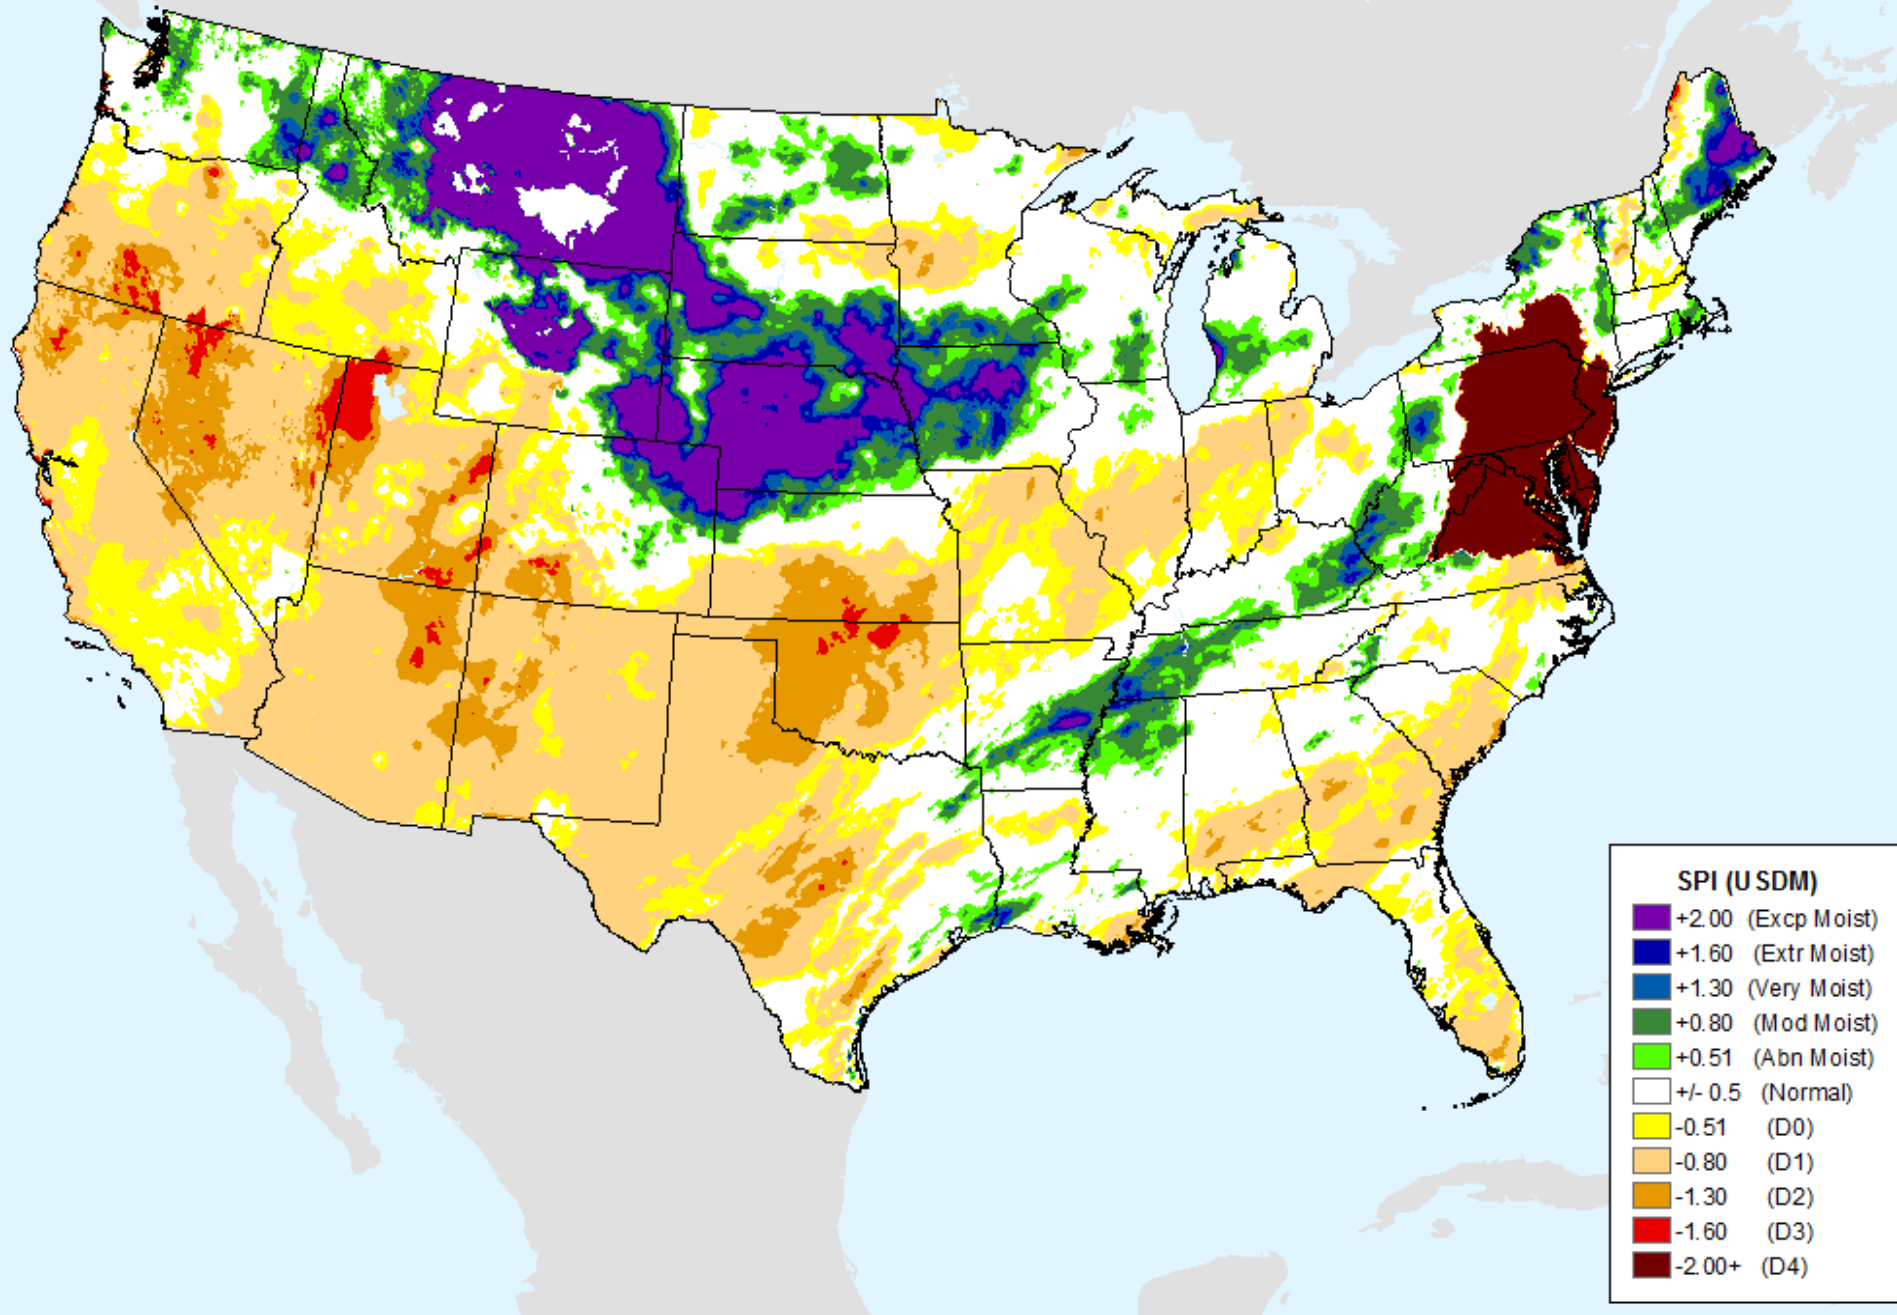 SPI (USDM)
+2.00 (Excp Moist)
+1.60 (Extr Moist)
+1.30 (Very Moist)
+0.80 (Mod Moist)
+0.51 (Abn Moist)
+/- 0.5 (Normal)
-0.51 (D0)
-0.80 (D1)
-1.30 (D2)
-1.60 (D3)
-2.00+ (D4)